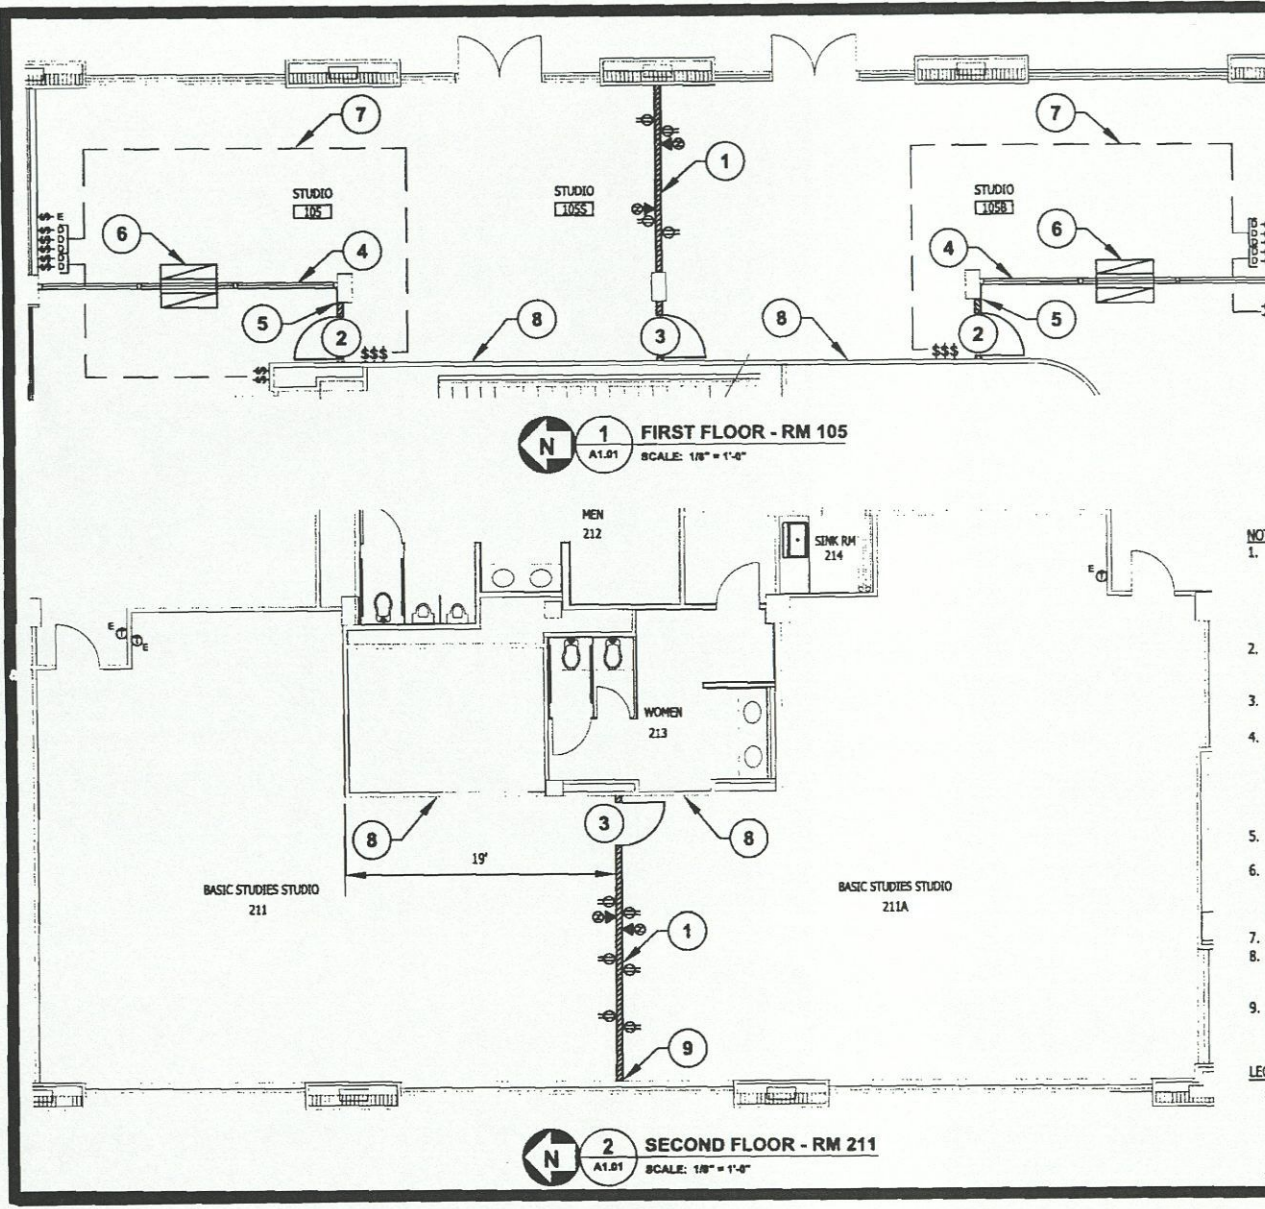 7
7
1
STUDIO
105
STUDIO
105S
STUDIO
105B
E
D
D
D
D
6
4
6
4
5
2
8
3
8
2
5
$$$
$$$
N
1
A1.01
FIRST FLOOR - RM 105
SCALE: 1/8" = 1'-0"
MEN
212
SINK RM
214
E
E
E
WOMEN
213
NO
1.
2.
3.
4.
5.
6.
7.
8.
9.
3
8
8
19'
BASIC STUDIES STUDIO
211
BASIC STUDIES STUDIO
211A
1
9
N
2
A1.01
SECOND FLOOR - RM 211
SCALE: 1/8" = 1'-0"